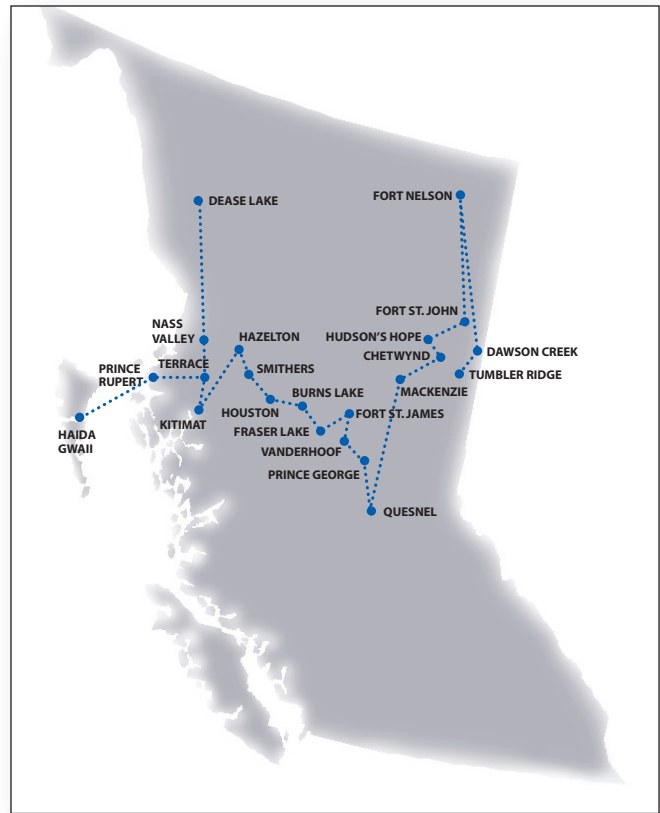 DEASE LAKE
FORT NELSON
FORT ST. JOHN
NASS
VALLEY
HAZELTON
HUDSON'S HOPE
DAWSON CREEK
CHETWYND
PRINCE
RUPERT
TERRACE
SMITHERS
TUMBLER RIDGE
MACKENZIE
BURNS LAKE
HOUSTON
FORT ST. JAMES
KITIMAT
FRASER LAKE
HAIDA
GWAII
VANDERHOOF
PRINCE GEORGE
QUESNEL